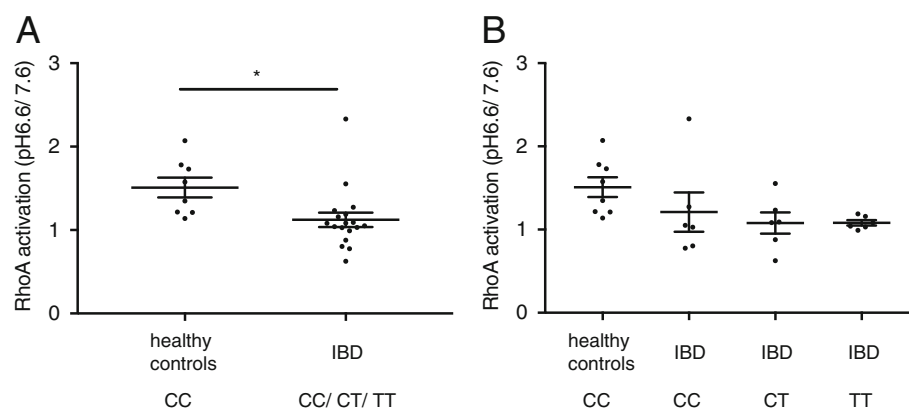 A
RhoA activation (pH6.6/ 7.6)
3
2
1
0
*
healthy
controls
IBD
CC
CC/ CT/ TT
B
RhoA activation (pH6.6/ 7.6)
3
2
1
0
healthy
controls
IBD
IBD
IBD
CC
CC
CT
TT